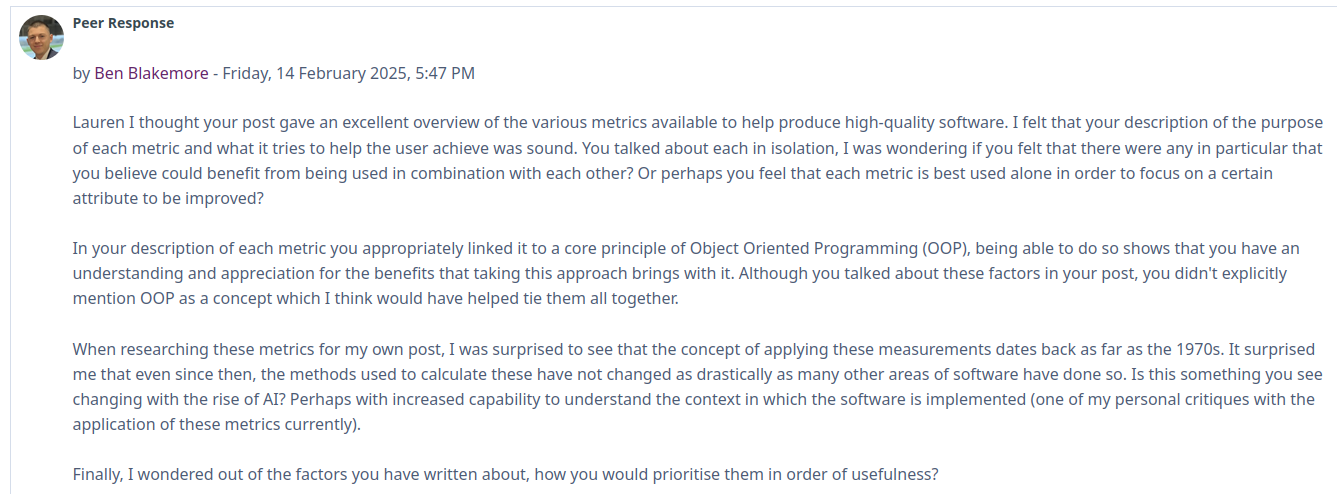 Peer Response
by Ben Blakemore - Friday, 14 February 2025, 5:47 PM
Lauren I thought your post gave an excellent overview of the various metrics available to help produce high-quality software. I felt that your description of the purpose
of each metric and what it tries to help the user achieve was sound. You talked about each in isolation, I was wondering if you felt that there were any in particular that
you believe could benefit from being used in combination with each other? Or perhaps you feel that each metric is best used alone in order to focus on a certain
attribute to be improved?
In your description of each metric you appropriately linked it to a core principle of Object Oriented Programming (OOP), being able to do so shows that you have an
understanding and appreciation for the benefits that taking this approach brings with it. Although you talked about these factors in your post, you didn't explicitly
mention OOP as a concept which I think would have helped tie them all together.
When researching these metrics for my own post, I was surprised to see that the concept of applying these measurements dates back as far as the 1970s. It surprised
me that even since then, the methods used to calculate these have not changed as drastically as many other areas of software have done so. Is this something you see
changing with the rise of AI? Perhaps with increased capability to understand the context in which the software is implemented (one of my personal critiques with the
application of these metrics currently).
Finally, I wondered out of the factors you have written about, how you would prioritise them in order of usefulness?